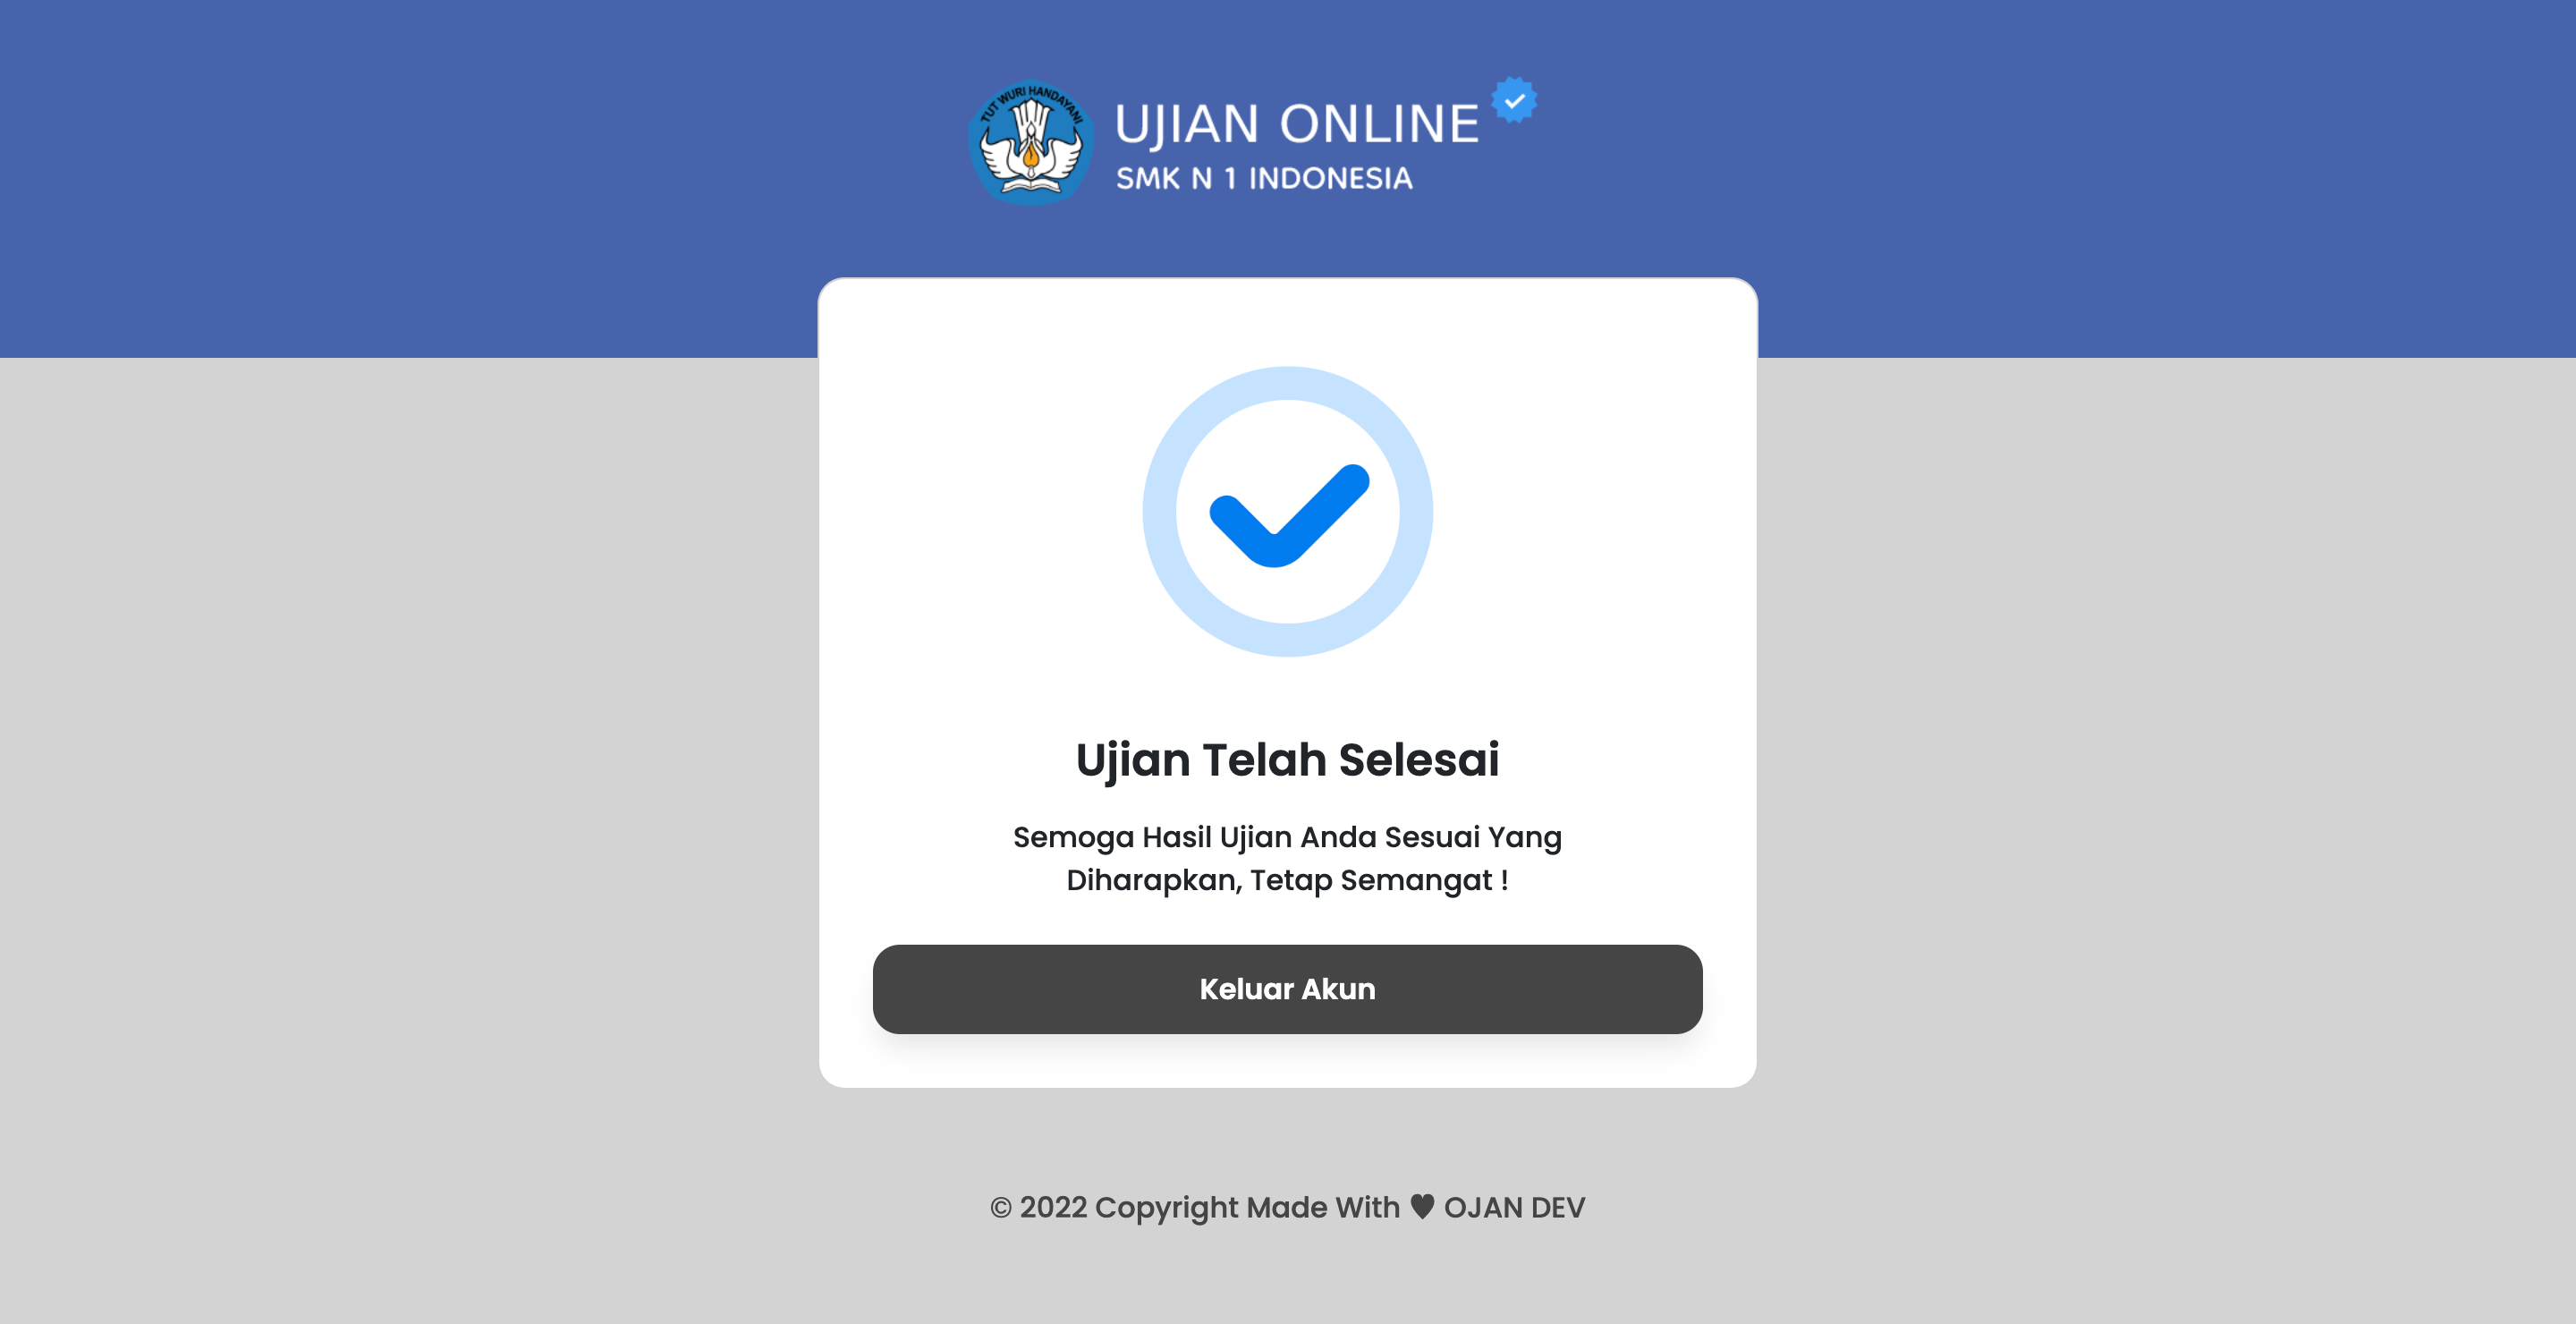 TUT WURI HANDAYANI
UJIAN ONLINE
SMK N 1 INDONESIA
Ujian Telah Selesai
Semoga Hasil Ujian Anda Sesuai Yang
Diharapkan, Tetap Semangat !
Keluar Akun
© 2022 Copyright Made With ♥ OJAN DEV